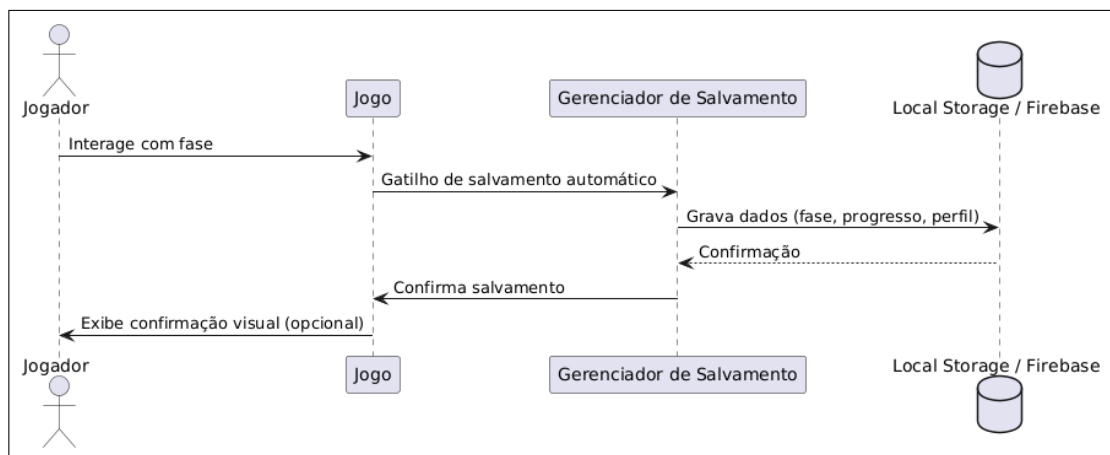 Jogador
Jogo
Gerenciador de Salvamento
Local Storage / Firebase
Interage com fase
Gatilho de salvamento automático
Grava dados (fase, progresso, perfil)
Confirmação
Confirma salvamento
Exibe confirmação visual (opcional)
Jogador
Jogo
Gerenciador de Salvamento
Local Storage / Firebase